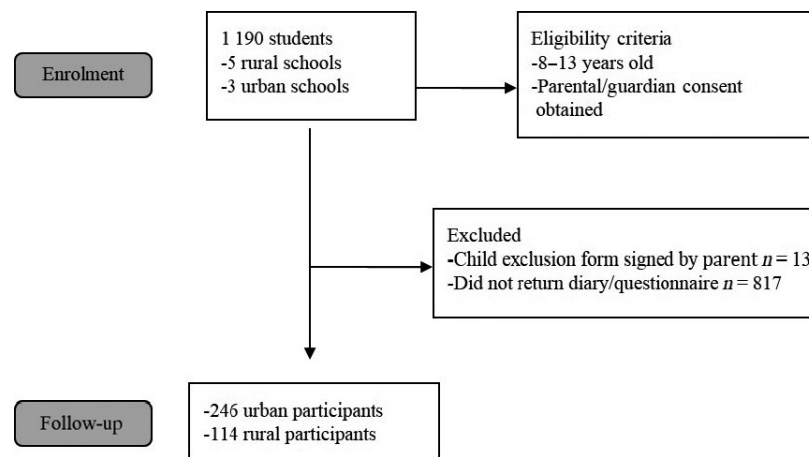 Enrolment
1 190 students
-5 rural schools
-3 urban schools
Eligibility criteria
-8–13 years old
-Parental/guardian consent
obtained
Excluded
-Child exclusion form signed by parent n = 13
-Did not return diary/questionnaire n = 817
Follow-up
-246 urban participants
-114 rural participants